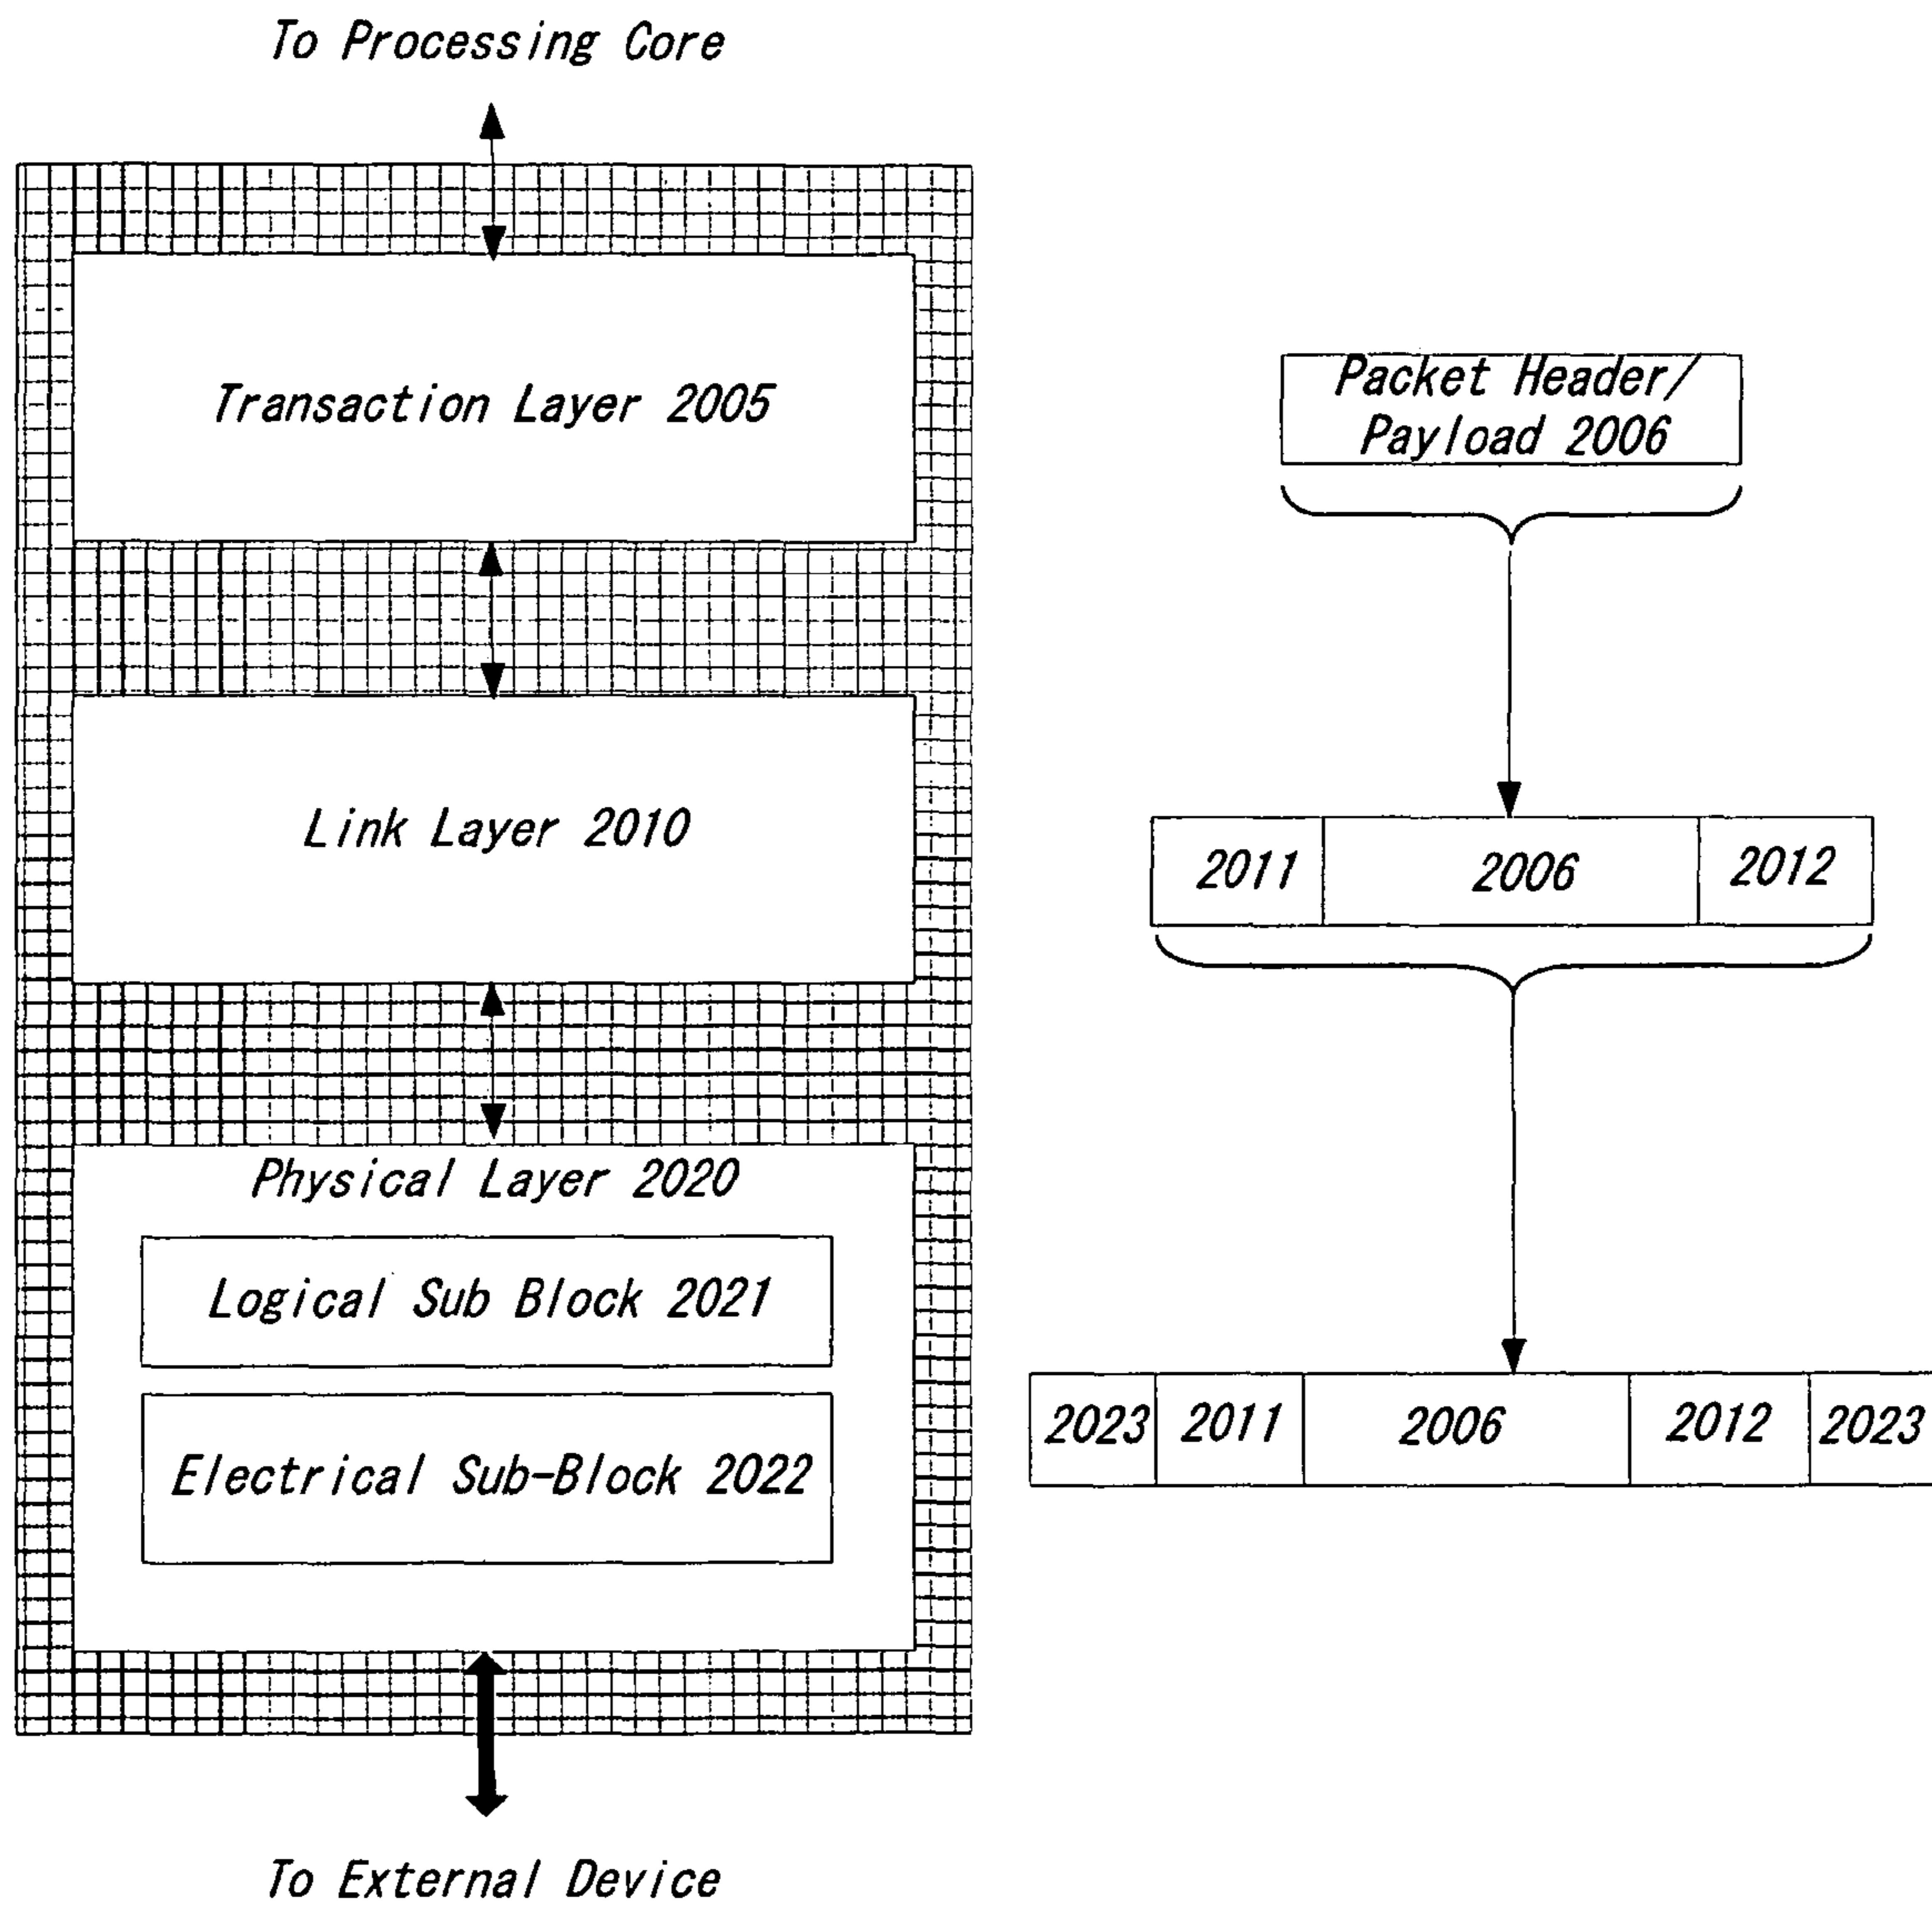 To Processing Core
Transaction Layer 2005
Packet Header/
Payload 2006
Link Layer 2010
2011 2006 2012
Physical Layer 2020
Logical Sub Block 2021
Electrical Sub-Block 2022
2023 2011 2006 2012 2023
To External Device